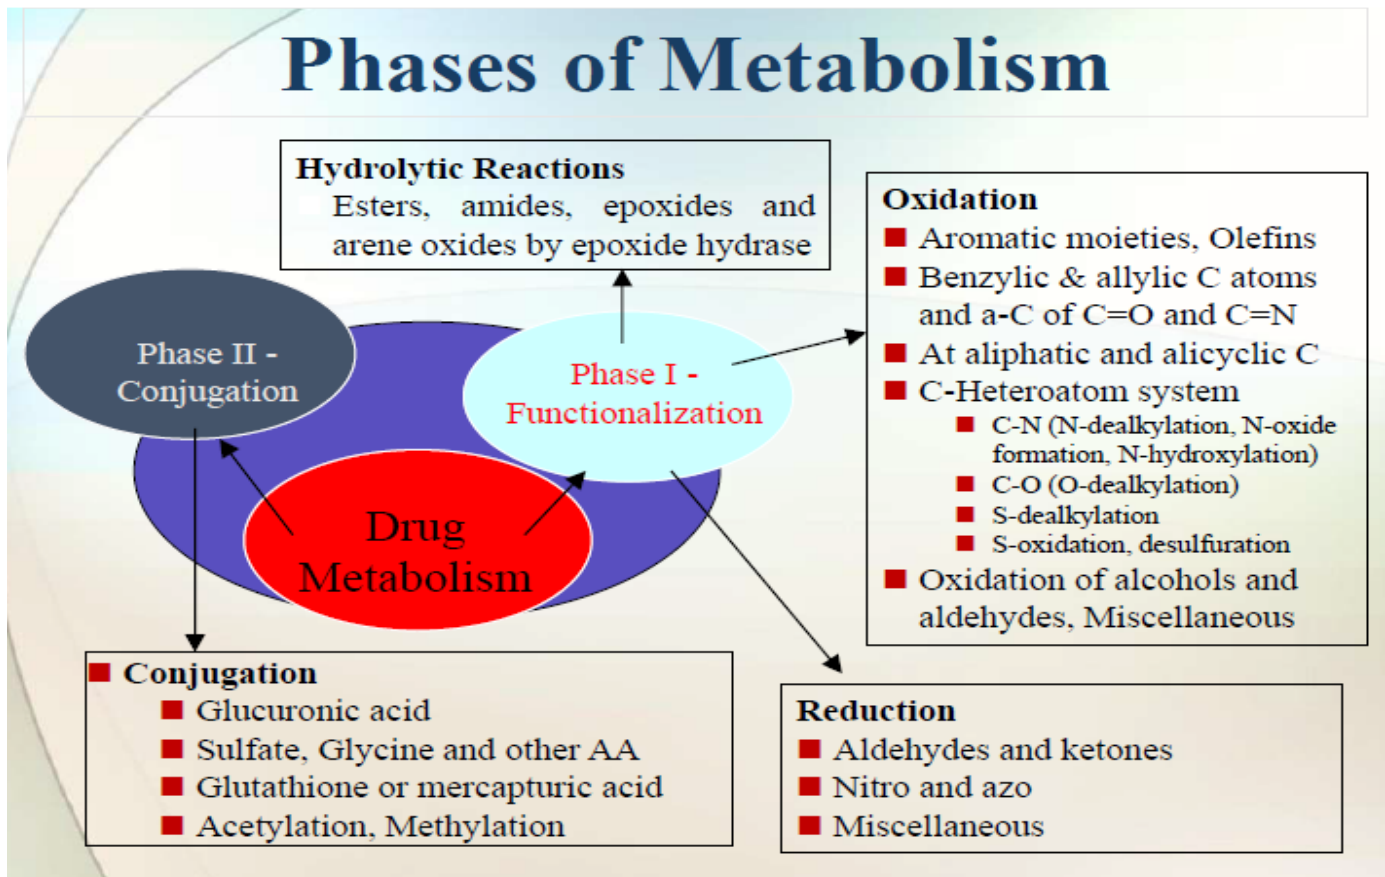 Phases of Metabolism
Hydrolytic Reactions
Esters, amides, epoxides and
arene oxides by epoxide hydrase
Oxidation
Aromatic moieties, Olefins
Benzylic & allylic C atoms
and a-C of C=O and C=N
At aliphatic and alicyclic C
C-Heteroatom system
C-N (N-dealkylation, N-oxide
formation, N-hydroxylation)
C-O (O-dealkylation)
S-dealkylation
S-oxidation, desulfuration
Oxidation of alcohols and
aldehydes, Miscellaneous
Phase II -
Conjugation
Phase I -
Functionalization
Drug
Metabolism
Conjugation
Glucuronic acid
Sulfate, Glycine and other AA
Glutathione or mercapturic acid
Acetylation, Methylation
Reduction
Aldehydes and ketones
Nitro and azo
Miscellaneous